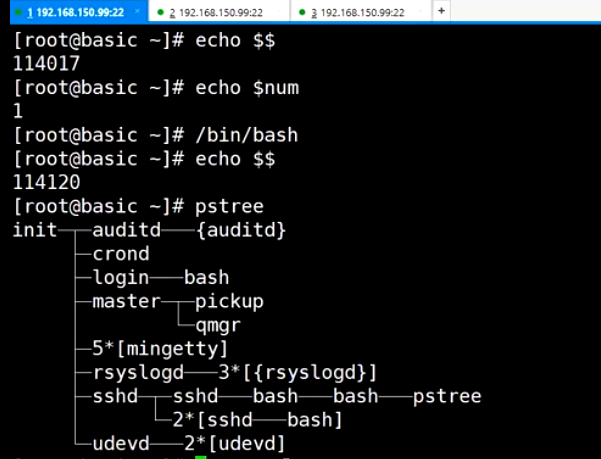 1 192.168.150.99:22 × 2 192.168.150.99:22 3 192.168.150.99:22 +
[root@basic ~]# echo $$
114017
[root@basic ~]# echo $num
1
[root@basic ~]# /bin/bash
[root@basic ~]# echo $$
114120
[root@basic ~]# pstree
init─┬─auditd───{auditd}
     ├─crond
     ├─login───bash
     ├─master─┬─pickup
     │        └─qmgr
     ├─5*[mingetty]
     ├─rsyslogd───3*[{rsyslogd}]
     ├─sshd─┬─sshd───bash───bash───pstree
     │      └─2*[sshd───bash]
     └─udevd───2*[udevd]